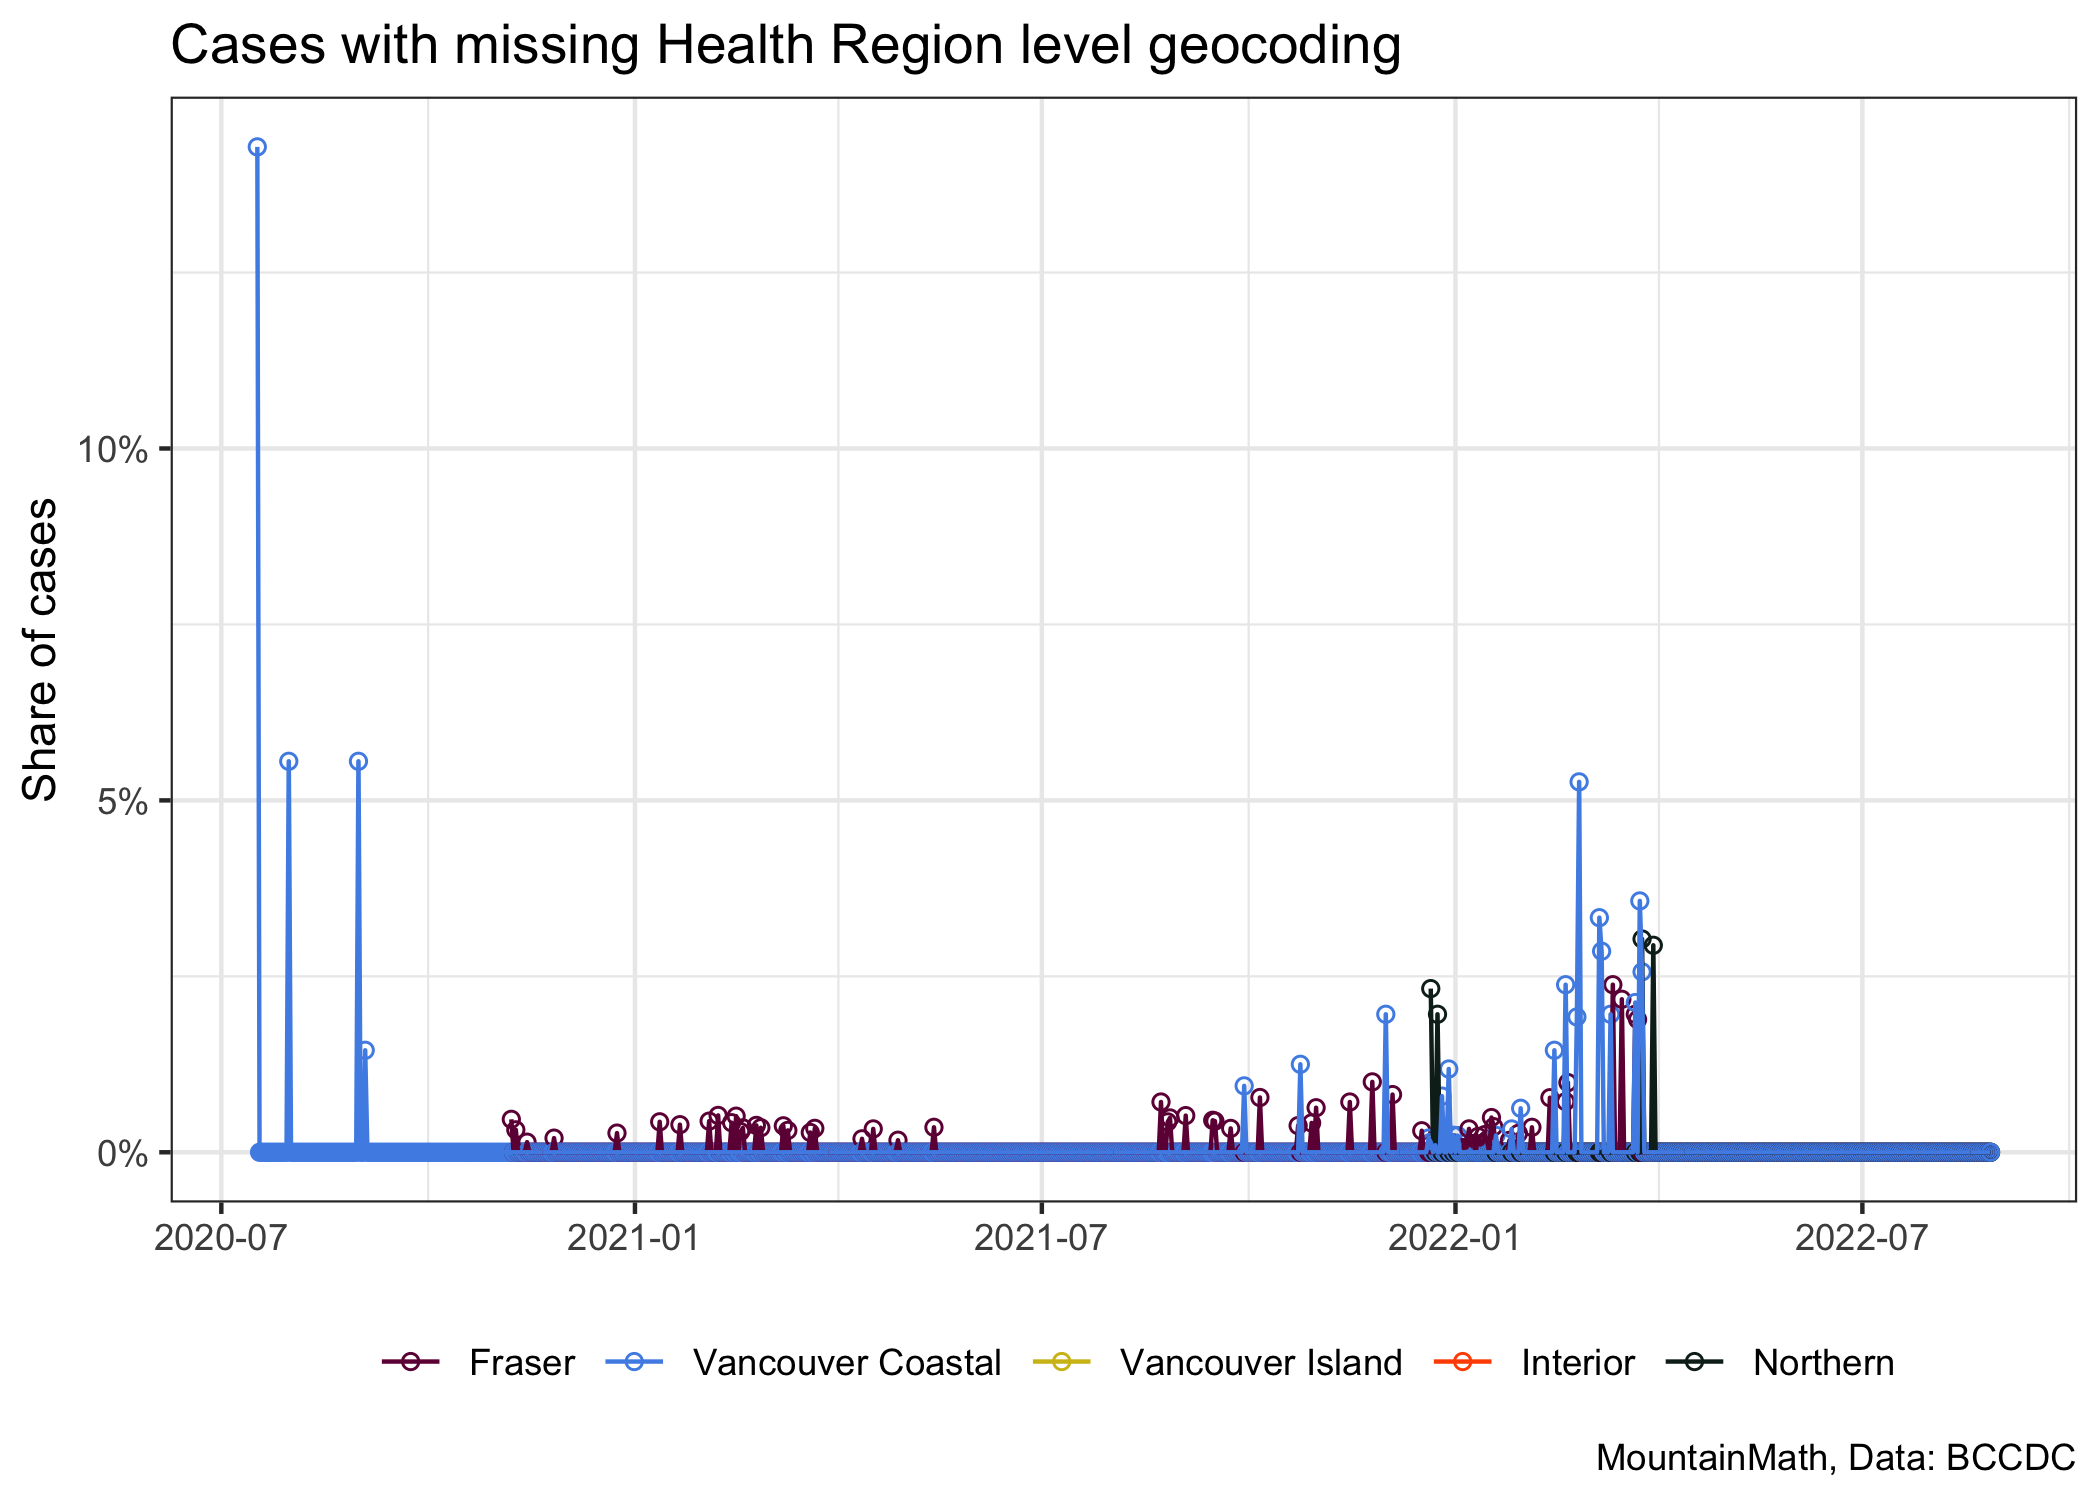 Cases with missing Health Region level geocoding
Share of cases
10%
5%
0%
2020-07
2021-01
2021-07
2022-01
2022-07
Fraser
Vancouver Coastal
Vancouver Island
Interior
Northern
MountainMath, Data: BCCDC